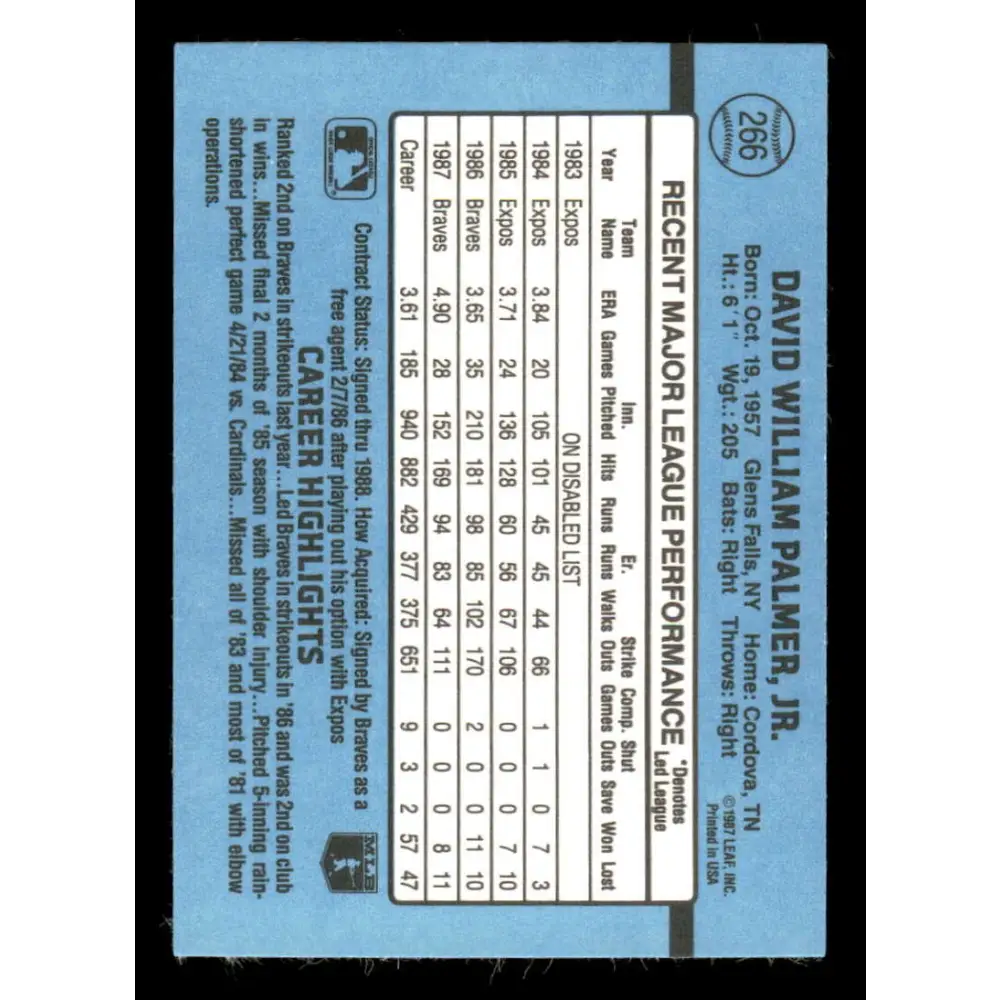 266
DAVID WILLIAM PALMER, JR.
Born: Oct. 19, 1957 Glens Falls, NY Home: Cordova, TN
Ht.: 6'1" Wgt.: 205 Bats: Right Throws: Right
©1987 LEAF, INC.
Printed in USA
RECENT MAJOR LEAGUE PERFORMANCE
*Denotes
Led League
Team Inn. Er. Strike Comp. Shut
Year Name ERA Games Pitched Hits Runs Runs Walks Outs Games Outs Save Won Lost
1983 Expos ON DISABLED LIST
1984 Expos 3.84 20 105 101 45 45 44 66 1 1 0 7 3
1985 Expos 3.71 24 136 128 60 56 67 106 0 0 0 7 10
1986 Braves 3.65 35 210 181 98 85 102 170 2 0 0 11 10
1987 Braves 4.90 28 152 169 94 83 64 111 0 0 0 8 11
Career 3.61 185 940 882 429 377 375 651 9 3 2 57 47
Contract Status: Signed thru 1988. How Acquired: Signed by Braves as a
free agent 2/7/86 after playing out his option with Expos
MLB
CAREER HIGHLIGHTS
Ranked 2nd on Braves in strikeouts last year...Led Braves in strikeouts in '86 and was 2nd on club
in wins...Missed final 2 months of '85 season with shoulder injury...Pitched 5-inning rain-
shortened perfect game 4/21/84 vs. Cardinals...Missed all of '83 and most of '81 with elbow
operations.